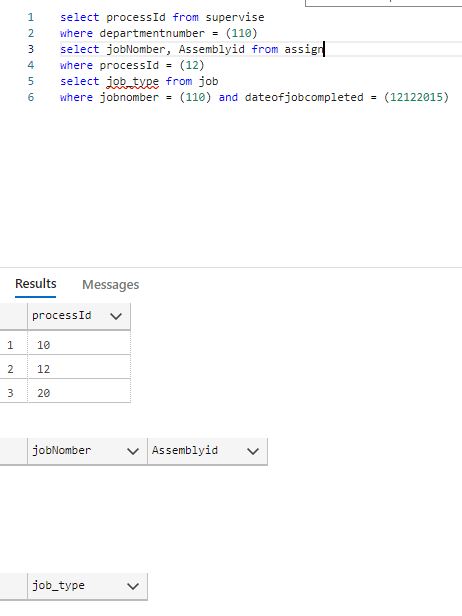 1 select processId from supervise
2 where departmentnumber = (110)
3 select jobNomber, Assemblyid from assign
4 where processId = (12)
5 select job_type from job
6 where jobnomber = (110) and dateofjobcompleted = (12122015)
Results Messages
processId
1 10
2 12
3 20
jobNomber Assemblyid
job_type